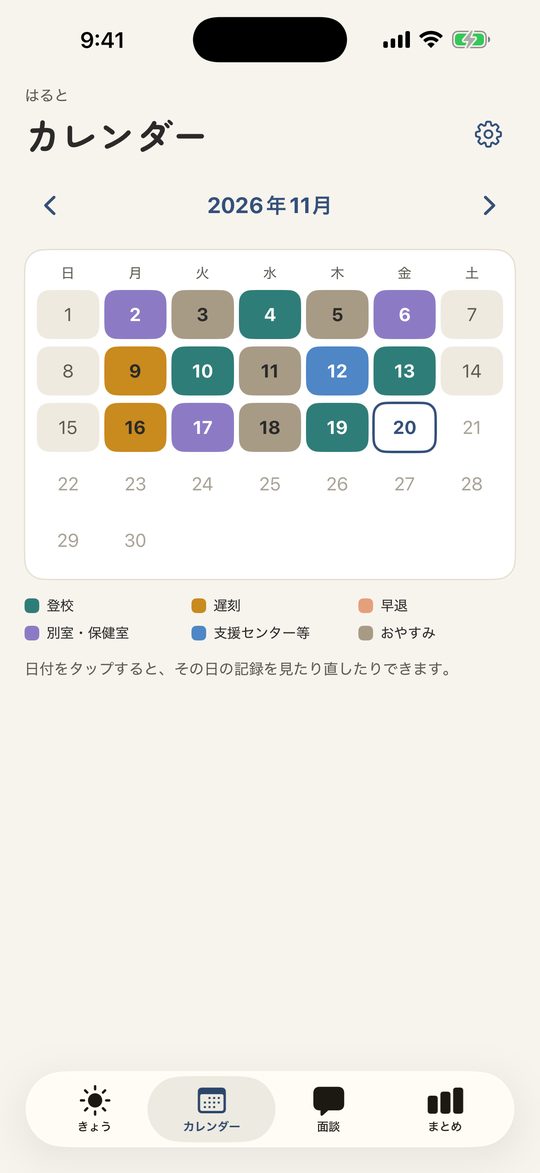 9:41
はると
カレンダー
2026年11月
日 月 火 水 木 金 土
1 2 3 4 5 6 7
8 9 10 11 12 13 14
15 16 17 18 19 20 21
22 23 24 25 26 27 28
29 30
登校 遅刻 早退
別室・保健室 支援センター等 おやすみ
日付をタップすると、その日の記録を見たり直したりできます。
きょう カレンダー 面談 まとめ